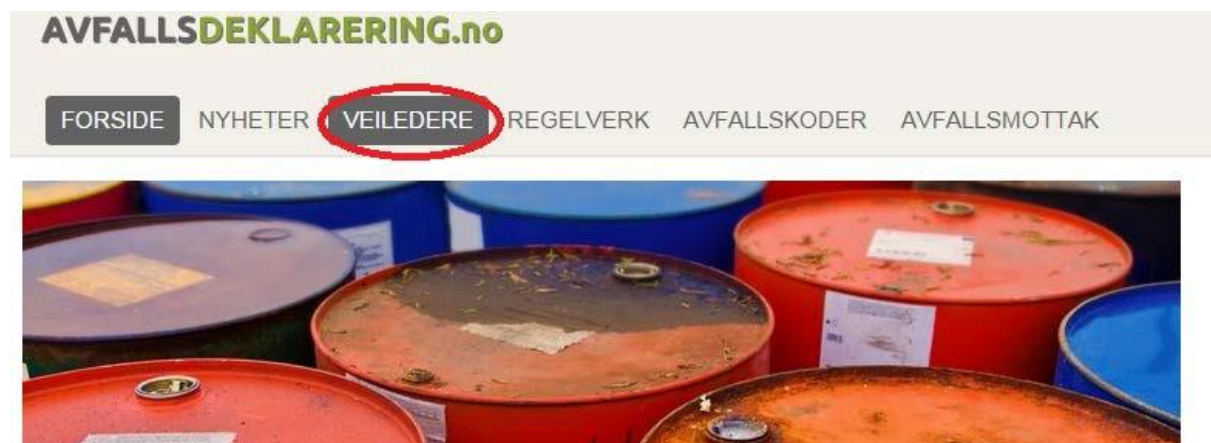 AVFALLSDEKLARERING.no
FORSIDE NYHETER VEILEDERE REGELVERK AVFALLSKODER AVFALLSMOTTAK